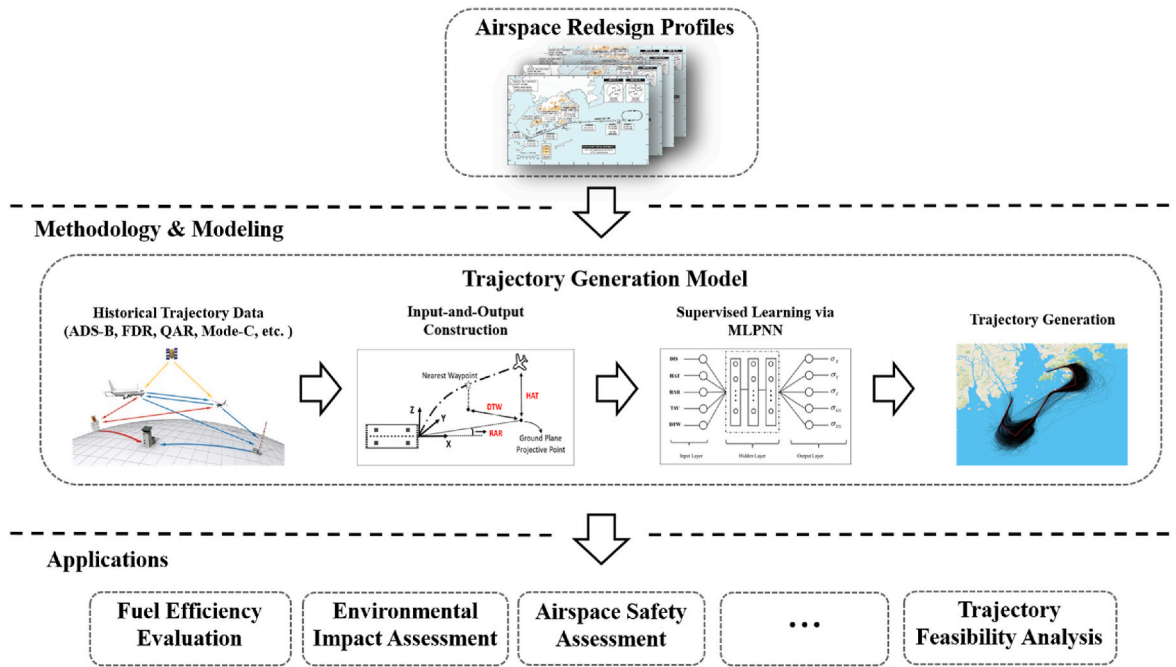 Airspace Redesign Profiles
Methodology & Modeling
Trajectory Generation Model
Historical Trajectory Data
(ADS-B, FDR, QAR, Mode-C, etc. )
Input-and-Output
Construction
Supervised Learning via
MLPNN
Trajectory Generation
Nearest Waypoint
HAT
DTW
Z
Y
X
RAR
Ground Plane
Projective Point
DIS
HAT
RAR
TAV
DTW
Input Layer
Hidden Layer
Output Layer
Applications
Fuel Efficiency
Evaluation
Environmental
Impact Assessment
Airspace Safety
Assessment
...
Trajectory
Feasibility Analysis